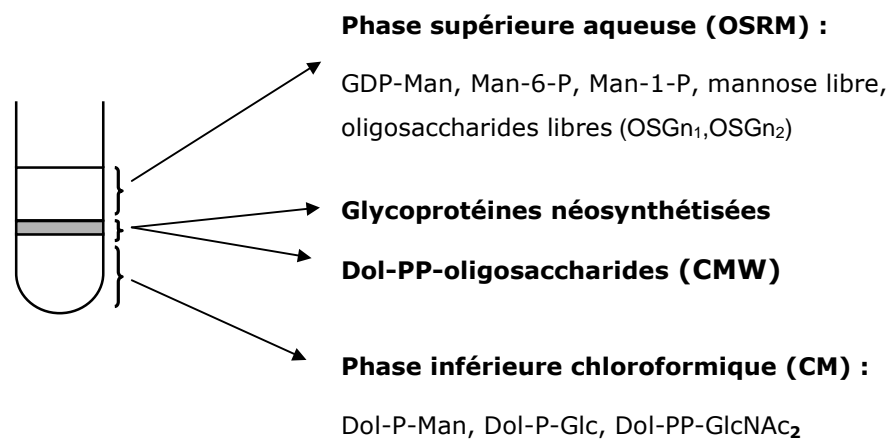 Phase supérieure aqueuse (OSRM) :
GDP-Man, Man-6-P, Man-1-P, mannose libre,
oligosaccharides libres (OSGn₁,OSGn₂)
Glycoprotéines néosynthétisées
Dol-PP-oligosaccharides (CMW)
Phase inférieure chloroformique (CM) :
Dol-P-Man, Dol-P-Glc, Dol-PP-GlcNAc₂